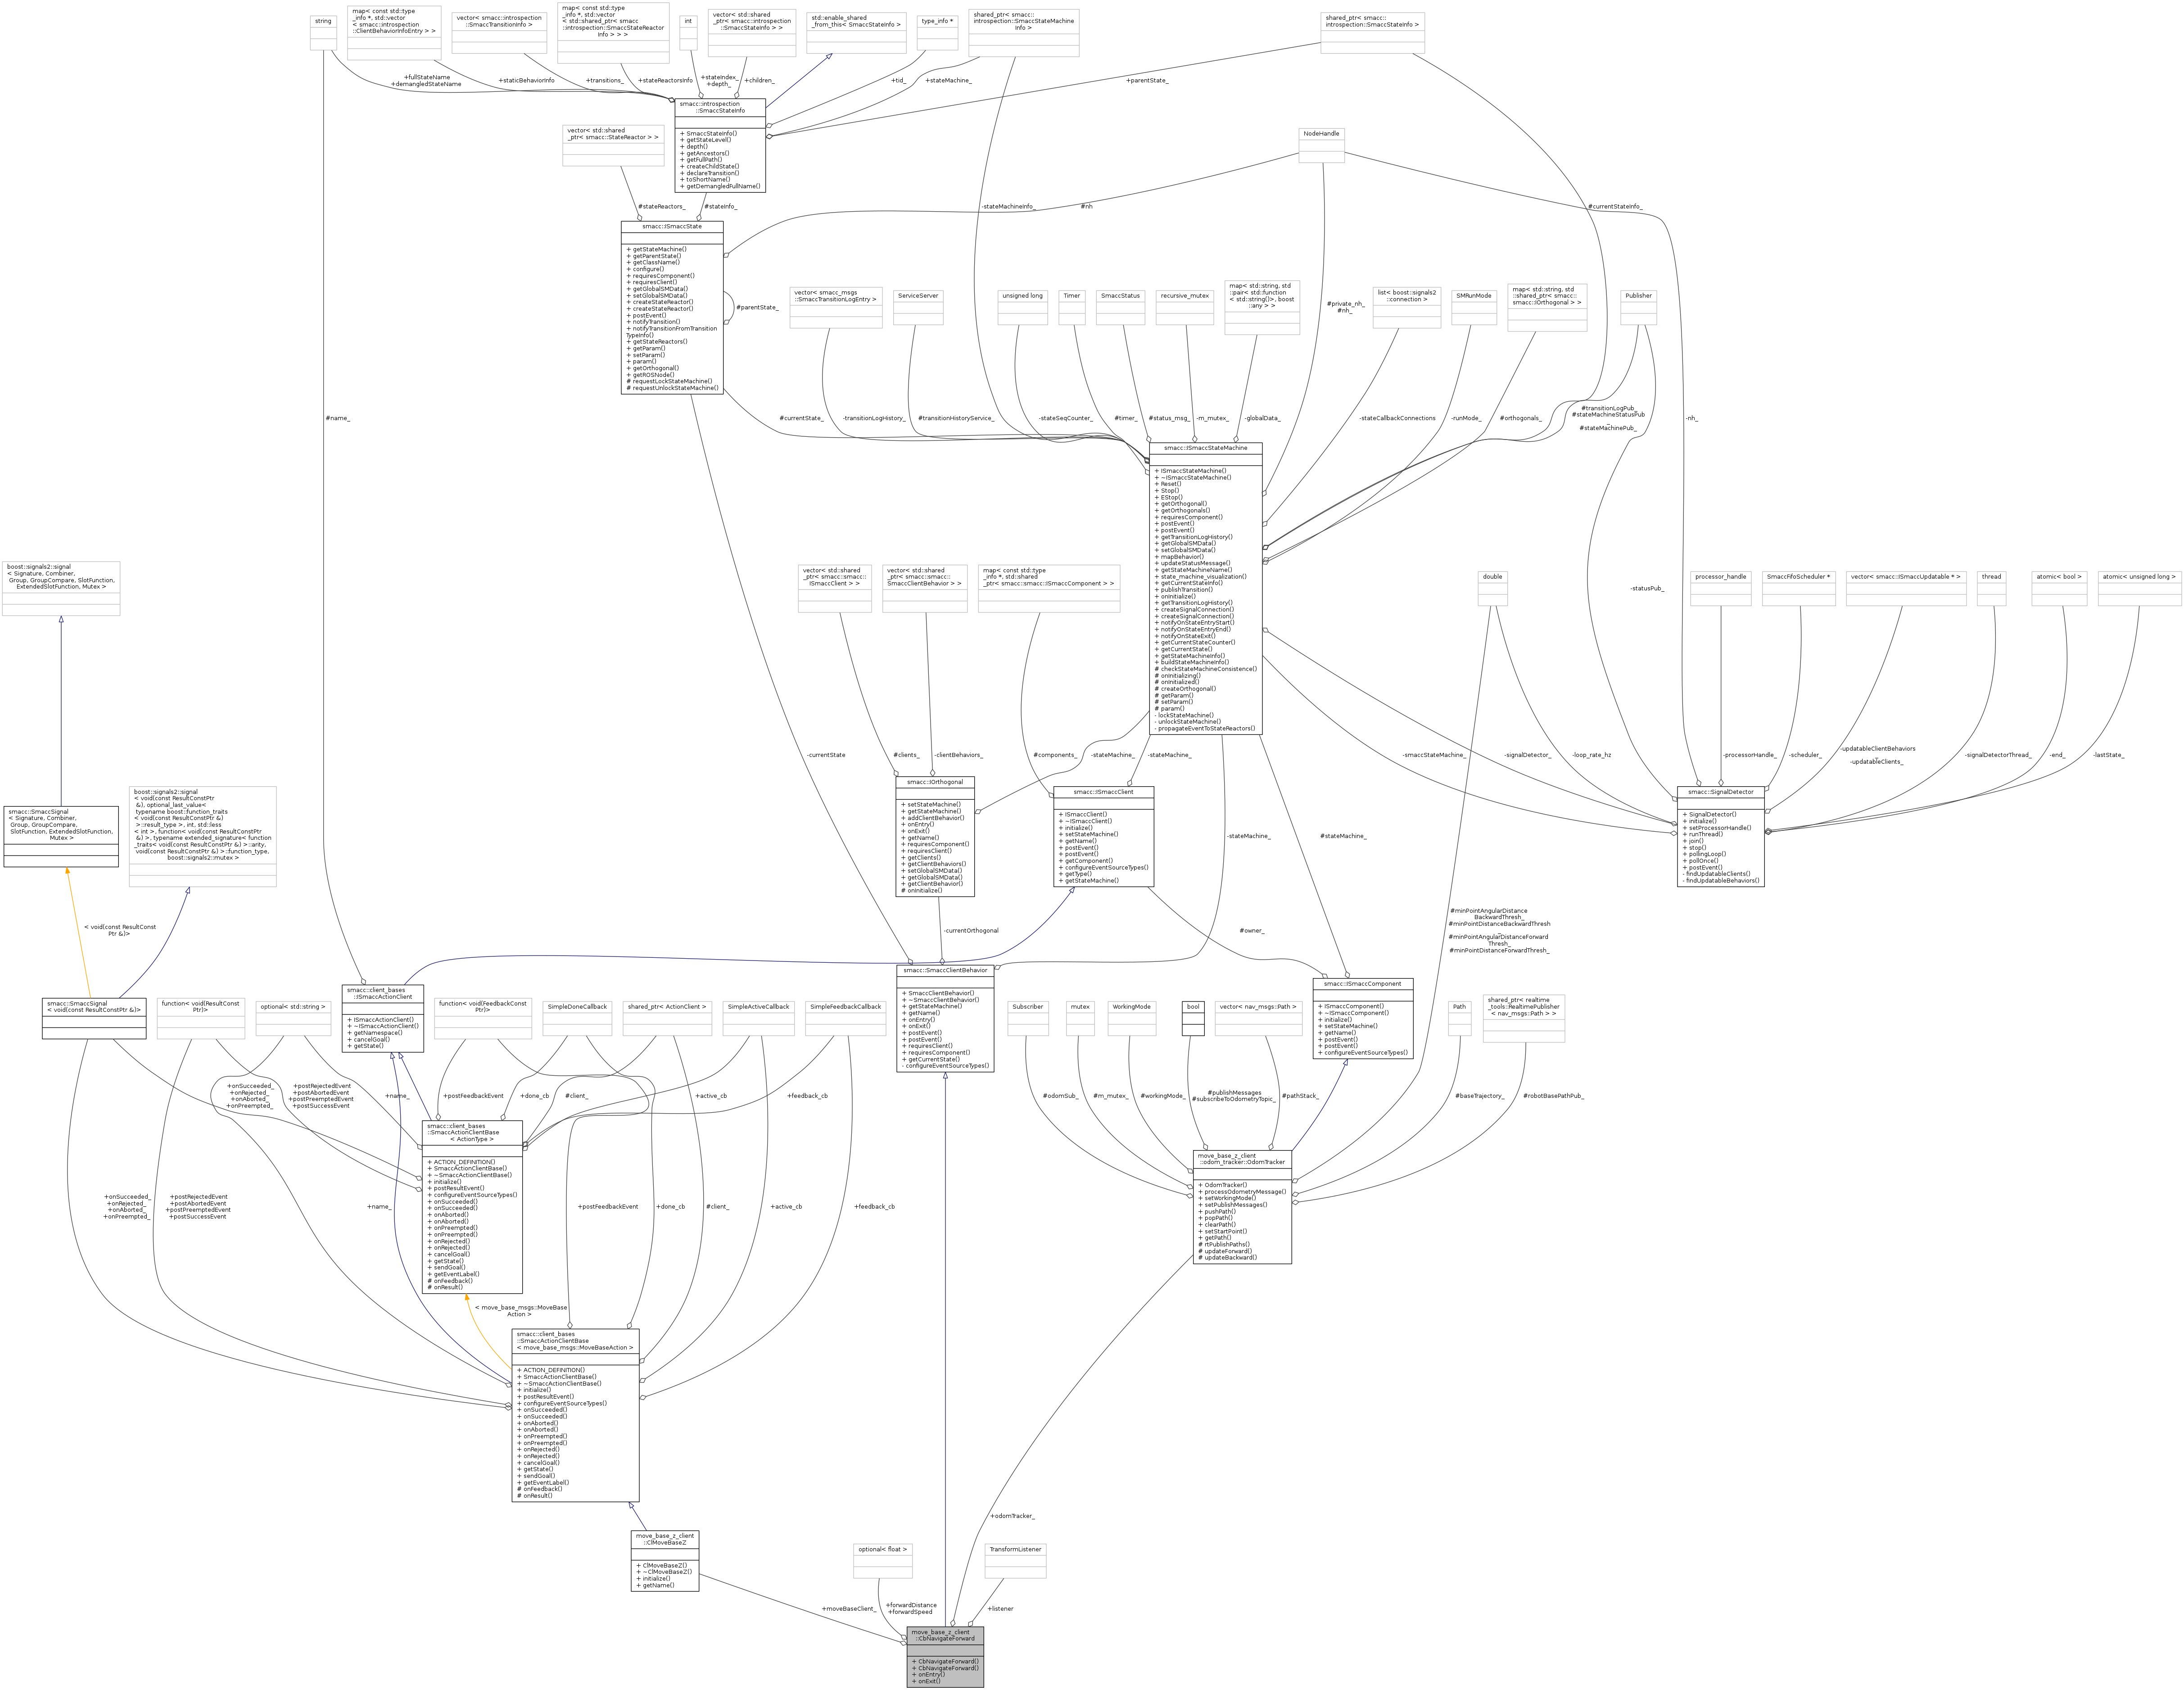 string
map< const std::type
_info *, std::vector
< smacc::introspection
::ClientBehaviorInfoEntry > >
vector< smacc::introspection
::SmaccTransitionInfo >
map< const std::type
_info *, std::vector
< std::shared_ptr< smacc
::introspection::SmaccStateReactor
Info > > >
int
vector< std::shared
_ptr< smacc::introspection
::SmaccStateInfo > >
std::enable_shared
_from_this< SmaccStateInfo >
type_info *
shared_ptr< smacc::
introspection::SmaccStateMachine
Info >
shared_ptr< smacc::
introspection::SmaccStateInfo >
+fullStateName
+demangledStateName
+staticBehaviorInfo
+transitions_
+stateReactorsInfo
+stateIndex_
+depth_
+children_
+tid_
+stateMachine_
+parentState_
smacc::introspection
::SmaccStateInfo
+ SmaccStateInfo()
+ getStateLevel()
+ depth()
+ getAncestors()
+ getFullPath()
+ createChildState()
+ declareTransition()
+ toShortName()
+ getDemangledFullName()
vector< std::shared
_ptr< smacc::StateReactor > >
NodeHandle
#stateReactors_
#stateInfo_
-stateMachineInfo_
#nh
#currentStateInfo_
smacc::ISmaccState
+ getStateMachine()
+ getParentState()
+ getClassName()
+ configure()
+ requiresComponent()
+ requiresClient()
+ getGlobalSMData()
+ setGlobalSMData()
+ createStateReactor()
+ createStateReactor()
+ postEvent()
+ notifyTransition()
+ notifyTransitionFromTransition
TypeInfo()
+ getStateReactors()
+ getParam()
+ setParam()
+ param()
+ getOrthogonal()
+ getROSNode()
# requestLockStateMachine()
# requestUnlockStateMachine()
#parentState_
vector< smacc_msgs
::SmaccTransitionLogEntry >
ServiceServer
unsigned long
Timer
SmaccStatus
recursive_mutex
map< std::string, std
::pair< std::function
< std::string()>, boost
::any > >
#private_nh_
#nh_
list< boost::signals2
::connection >
SMRunMode
map< std::string, std
::shared_ptr< smacc::
smacc::IOrthogonal > >
Publisher
#name_
#currentState_
-transitionLogHistory_
#transitionHistoryService_
-stateSeqCounter_
#timer_
#status_msg_
-m_mutex_
-globalData_
-stateCallbackConnections
-runMode_
#orthogonals_
#transitionLogPub_
#stateMachineStatusPub
_
#stateMachinePub_
-nh_
smacc::ISmaccStateMachine
+ ISmaccStateMachine()
+ ~ISmaccStateMachine()
+ Reset()
+ Stop()
+ EStop()
+ getOrthogonal()
+ getOrthogonals()
+ requiresComponent()
+ postEvent()
+ postEvent()
+ getTransitionLogHistory()
+ getGlobalSMData()
+ setGlobalSMData()
+ mapBehavior()
+ updateStatusMessage()
+ getStateMachineName()
+ state_machine_visualization()
+ getCurrentStateInfo()
+ publishTransition()
+ onInitialize()
+ getTransitionLogHistory()
+ createSignalConnection()
+ createSignalConnection()
+ notifyOnStateEntryStart()
+ notifyOnStateEntryEnd()
+ notifyOnStateExit()
+ getCurrentStateCounter()
+ getCurrentState()
+ getStateMachineInfo()
+ buildStateMachineInfo()
# checkStateMachineConsistence()
# onInitializing()
# onInitialized()
# createOrthogonal()
# getParam()
# setParam()
# param()
- lockStateMachine()
- unlockStateMachine()
- propagateEventToStateReactors()
boost::signals2::signal
< Signature, Combiner,
Group, GroupCompare, SlotFunction,
ExtendedSlotFunction, Mutex >
vector< std::shared
_ptr< smacc::smacc::
ISmaccClient > >
vector< std::shared
_ptr< smacc::smacc::
SmaccClientBehavior > >
map< const std::type
_info *, std::shared
_ptr< smacc::smacc::ISmaccComponent > >
double
-statusPub_
processor_handle
SmaccFifoScheduler *
vector< smacc::ISmaccUpdatable * >
thread
atomic< bool >
atomic< unsigned long >
-currentState
#clients_
-clientBehaviors_
#components_
-stateMachine_
-stateMachine_
-smaccStateMachine_
-signalDetector_
-loop_rate_hz
-processorHandle_
-scheduler_
-updatableClientBehaviors
_
-updatableClients_
-signalDetectorThread_
-end_
-lastState_
smacc::SmaccSignal
< Signature, Combiner,
Group, GroupCompare,
SlotFunction, ExtendedSlotFunction,
Mutex >
boost::signals2::signal
< void(const ResultConstPtr
&), optional_last_value<
typename boost::function_traits
< void(const ResultConstPtr &)
>::result_type >, int, std::less
< int >, function< void(const ResultConstPtr
&) >, typename extended_signature< function
_traits< void(const ResultConstPtr &) >::arity,
void(const ResultConstPtr &) >::function_type,
boost::signals2::mutex >
smacc::IOrthogonal
+ setStateMachine()
+ getStateMachine()
+ addClientBehavior()
+ onEntry()
+ onExit()
+ getName()
+ requiresComponent()
+ requiresClient()
+ getClients()
+ getClientBehaviors()
+ setGlobalSMData()
+ getGlobalSMData()
+ getClientBehavior()
# onInitialize()
smacc::ISmaccClient
+ ISmaccClient()
+ ~ISmaccClient()
+ initialize()
+ setStateMachine()
+ getName()
+ postEvent()
+ postEvent()
+ getComponent()
+ configureEventSourceTypes()
+ getType()
+ getStateMachine()
-stateMachine_
#stateMachine_
smacc::SignalDetector
+ SignalDetector()
+ initialize()
+ setProcessorHandle()
+ runThread()
+ join()
+ stop()
+ pollingLoop()
+ pollOnce()
+ postEvent()
- findUpdatableClients()
- findUpdatableBehaviors()
< void(const ResultConst
Ptr &)>
-currentOrthogonal
#owner_
#minPointAngularDistance
BackwardThresh_
#minPointDistanceBackwardThresh
_
#minPointAngularDistanceForward
Thresh_
#minPointDistanceForwardThresh_
smacc::SmaccSignal
< void(const ResultConstPtr &)>
function< void(ResultConst
Ptr)>
optional< std::string >
smacc::client_bases
::ISmaccActionClient
+ ISmaccActionClient()
+ ~ISmaccActionClient()
+ getNamespace()
+ cancelGoal()
+ getState()
function< void(FeedbackConst
Ptr)>
SimpleDoneCallback
shared_ptr< ActionClient >
SimpleActiveCallback
SimpleFeedbackCallback
smacc::SmaccClientBehavior
+ SmaccClientBehavior()
+ ~SmaccClientBehavior()
+ getStateMachine()
+ getName()
+ onEntry()
+ onExit()
+ postEvent()
+ postEvent()
+ requiresClient()
+ requiresComponent()
+ getCurrentState()
- configureEventSourceTypes()
Subscriber
mutex
WorkingMode
bool
vector< nav_msgs::Path >
smacc::ISmaccComponent
+ ISmaccComponent()
+ ~ISmaccComponent()
+ initialize()
+ setStateMachine()
+ getName()
+ postEvent()
+ postEvent()
+ configureEventSourceTypes()
Path
shared_ptr< realtime
_tools::RealtimePublisher
< nav_msgs::Path > >
+onSucceeded_
+onRejected_
+onAborted_
+onPreempted_
+postRejectedEvent
+postAbortedEvent
+postPreemptedEvent
+postSuccessEvent
+name_
+postFeedbackEvent
+done_cb
#client_
+active_cb
+feedback_cb
#odomSub_
#m_mutex_
#workingMode_
#publishMessages
#subscribeToOdometryTopic_
#pathStack_
#baseTrajectory_
#robotBasePathPub_
smacc::client_bases
::SmaccActionClientBase
< ActionType >
+ ACTION_DEFINITION()
+ SmaccActionClientBase()
+ ~SmaccActionClientBase()
+ initialize()
+ postResultEvent()
+ configureEventSourceTypes()
+ onSucceeded()
+ onSucceeded()
+ onAborted()
+ onAborted()
+ onPreempted()
+ onPreempted()
+ onRejected()
+ onRejected()
+ cancelGoal()
+ getState()
+ sendGoal()
+ getEventLabel()
# onFeedback()
# onResult()
move_base_z_client
::odom_tracker::OdomTracker
+ OdomTracker()
+ processOdometryMessage()
+ setWorkingMode()
+ setPublishMessages()
+ pushPath()
+ popPath()
+ clearPath()
+ setStartPoint()
+ getPath()
# rtPublishPaths()
# updateForward()
# updateBackward()
+onSucceeded_
+onRejected_
+onAborted_
+onPreempted_
+postRejectedEvent
+postAbortedEvent
+postPreemptedEvent
+postSuccessEvent
+name_
+postFeedbackEvent
+done_cb
#client_
+active_cb
+feedback_cb
< move_base_msgs::MoveBase
Action >
smacc::client_bases
::SmaccActionClientBase
< move_base_msgs::MoveBaseAction >
+ ACTION_DEFINITION()
+ SmaccActionClientBase()
+ ~SmaccActionClientBase()
+ initialize()
+ postResultEvent()
+ configureEventSourceTypes()
+ onSucceeded()
+ onSucceeded()
+ onAborted()
+ onAborted()
+ onPreempted()
+ onPreempted()
+ onRejected()
+ onRejected()
+ cancelGoal()
+ getState()
+ sendGoal()
+ getEventLabel()
# onFeedback()
# onResult()
+odomTracker_
move_base_z_client
::ClMoveBaseZ
+ ClMoveBaseZ()
+ ~ClMoveBaseZ()
+ initialize()
+ getName()
optional< float >
TransformListener
+moveBaseClient_
+forwardDistance
+forwardSpeed
+listener
move_base_z_client
::CbNavigateForward
+ CbNavigateForward()
+ CbNavigateForward()
+ onEntry()
+ onExit()